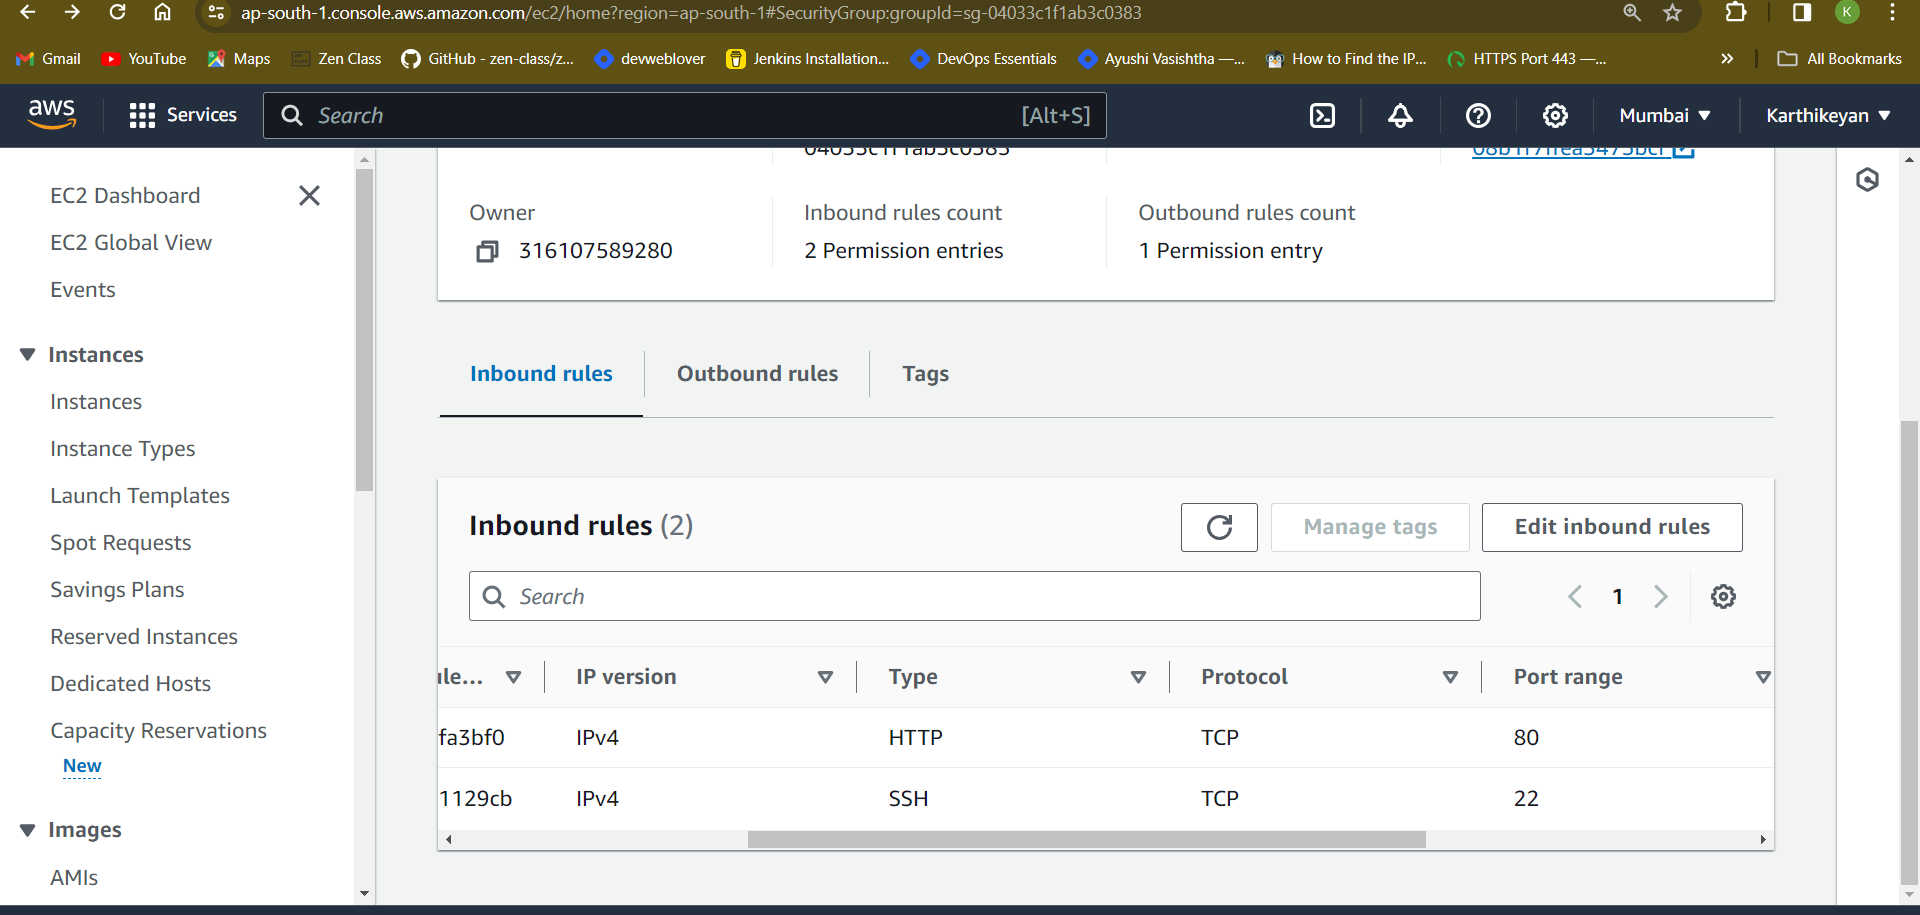 ap-south-1.console.aws.amazon.com/ec2/home?region=ap-south-1#SecurityGroup:groupId=sg-04033c1f1ab3c0383
K
Gmail YouTube Maps Zen Class GitHub - zen-class/z... devweblover Jenkins Installation... DevOps Essentials Ayushi Vasishtha —... How to Find the IP... HTTPS Port 443 —... » All Bookmarks
aws Services Search [Alt+S] Mumbai Karthikeyan
EC2 Dashboard
EC2 Global View
Events
Instances
Instances
Instance Types
Launch Templates
Spot Requests
Savings Plans
Reserved Instances
Dedicated Hosts
Capacity Reservations
New
Images
AMIs
04033c1f1ab3c0383
Owner Inbound rules count Outbound rules count
316107589280 2 Permission entries 1 Permission entry
Inbound rules Outbound rules Tags
Inbound rules (2) Manage tags Edit inbound rules
Search 1
ule... IP version Type Protocol Port range
fa3bf0 IPv4 HTTP TCP 80
1129cb IPv4 SSH TCP 22